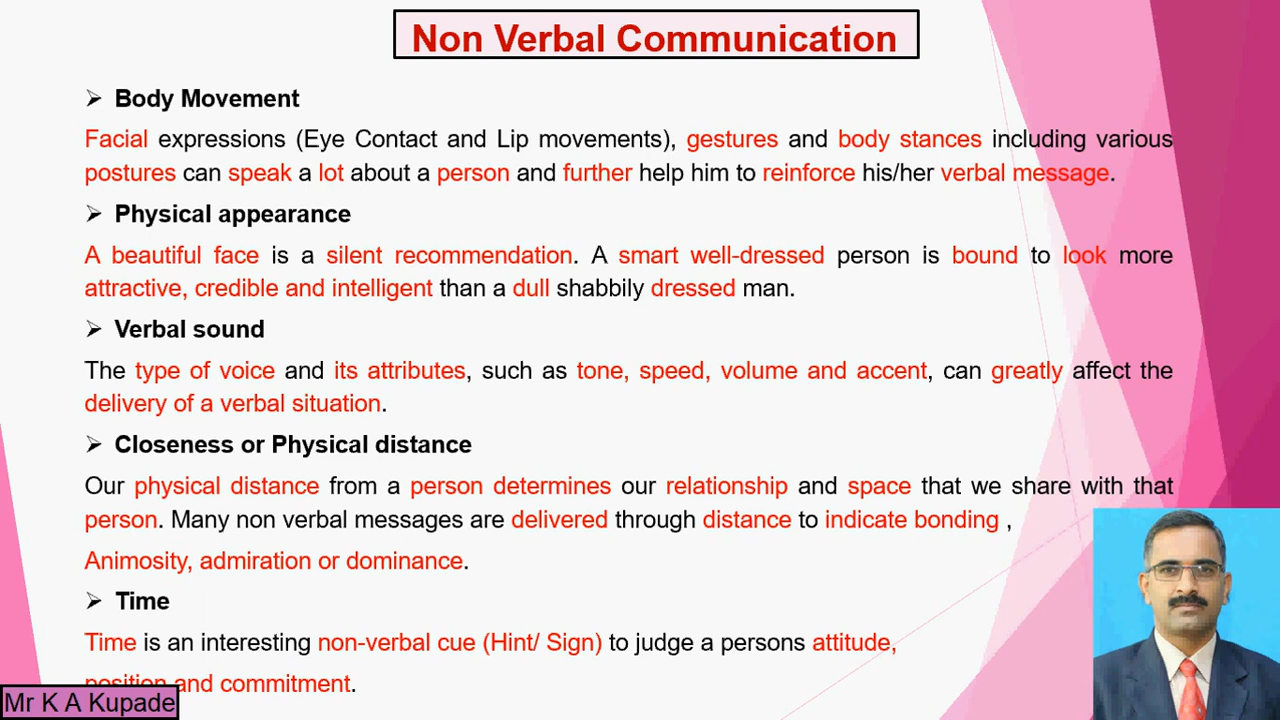 Non Verbal Communication
➢ Body Movement
Facial expressions (Eye Contact and Lip movements), gestures and body stances including various
postures can speak a lot about a person and further help him to reinforce his/her verbal message.
➢ Physical appearance
A beautiful face is a silent recommendation. A smart well-dressed person is bound to look more
attractive, credible and intelligent than a dull shabbily dressed man.
➢ Verbal sound
The type of voice and its attributes, such as tone, speed, volume and accent, can greatly affect the
delivery of a verbal situation.
➢ Closeness or Physical distance
Our physical distance from a person determines our relationship and space that we share with that
person. Many non verbal messages are delivered through distance to indicate bonding ,
Animosity, admiration or dominance.
➢ Time
Time is an interesting non-verbal cue (Hint/ Sign) to judge a persons attitude,
position and commitment.
Mr K A Kupade